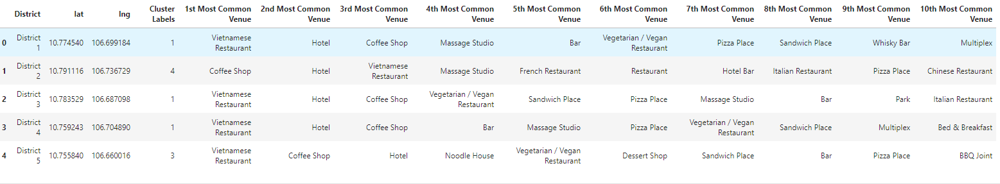 District lat lng Cluster Labels 1st Most Common Venue 2nd Most Common Venue 3rd Most Common Venue 4th Most Common Venue 5th Most Common Venue 6th Most Common Venue 7th Most Common Venue 8th Most Common Venue 9th Most Common Venue 10th Most Common Venue
0 District 1 10.774540 106.699184 1 Vietnamese Restaurant Hotel Coffee Shop Massage Studio Bar Vegetarian / Vegan Restaurant Pizza Place Sandwich Place Whisky Bar Multiplex
1 District 2 10.791116 106.736729 4 Coffee Shop Hotel Vietnamese Restaurant Massage Studio French Restaurant Restaurant Hotel Bar Italian Restaurant Pizza Place Chinese Restaurant
2 District 3 10.783529 106.687098 1 Vietnamese Restaurant Hotel Coffee Shop Vegetarian / Vegan Restaurant Sandwich Place Pizza Place Massage Studio Bar Park Italian Restaurant
3 District 4 10.759243 106.704890 1 Vietnamese Restaurant Hotel Coffee Shop Bar Massage Studio Pizza Place Vegetarian / Vegan Restaurant Sandwich Place Multiplex Bed & Breakfast
4 District 5 10.755840 106.660016 3 Vietnamese Restaurant Coffee Shop Hotel Noodle House Vegetarian / Vegan Restaurant Dessert Shop Sandwich Place Bar Pizza Place BBQ Joint